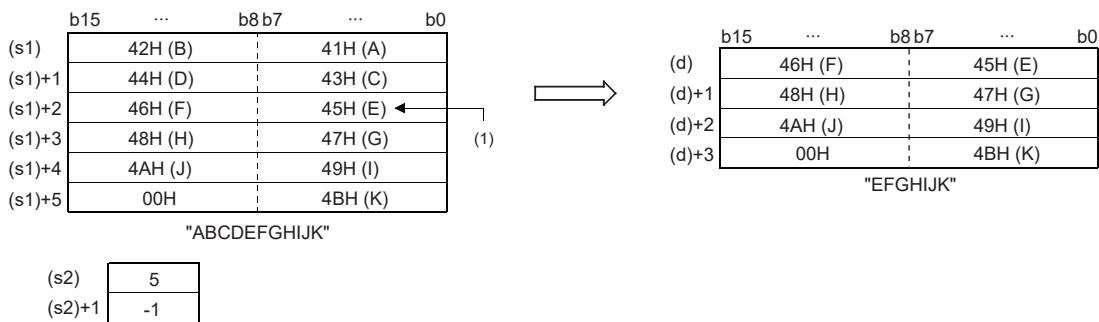 b15 ··· b8 b7 ··· b0
(s1) 42H (B) 41H (A)
(s1)+1 44H (D) 43H (C)
(s1)+2 46H (F) 45H (E)
(s1)+3 48H (H) 47H (G) (1)
(s1)+4 4AH (J) 49H (I)
(s1)+5 00H 4BH (K)
"ABCDEFGHIJK"
(s2) 5
(s2)+1 -1
b15 ··· b8 b7 ··· b0
(d) 46H (F) 45H (E)
(d)+1 48H (H) 47H (G)
(d)+2 4AH (J) 49H (I)
(d)+3 00H 4BH (K)
"EFGHIJK"